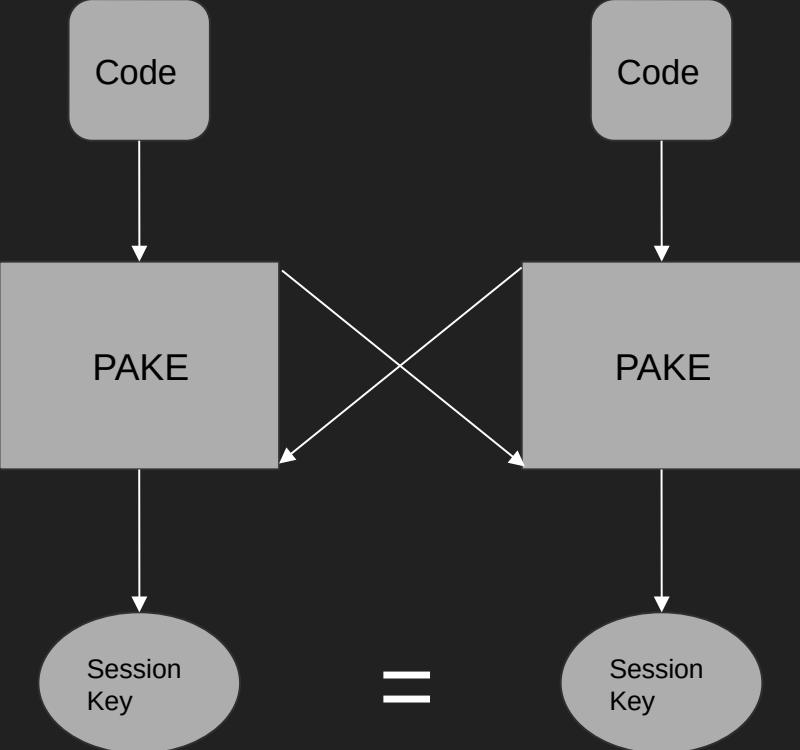 Code
Code
PAKE
PAKE
Session
Key
=
Session
Key